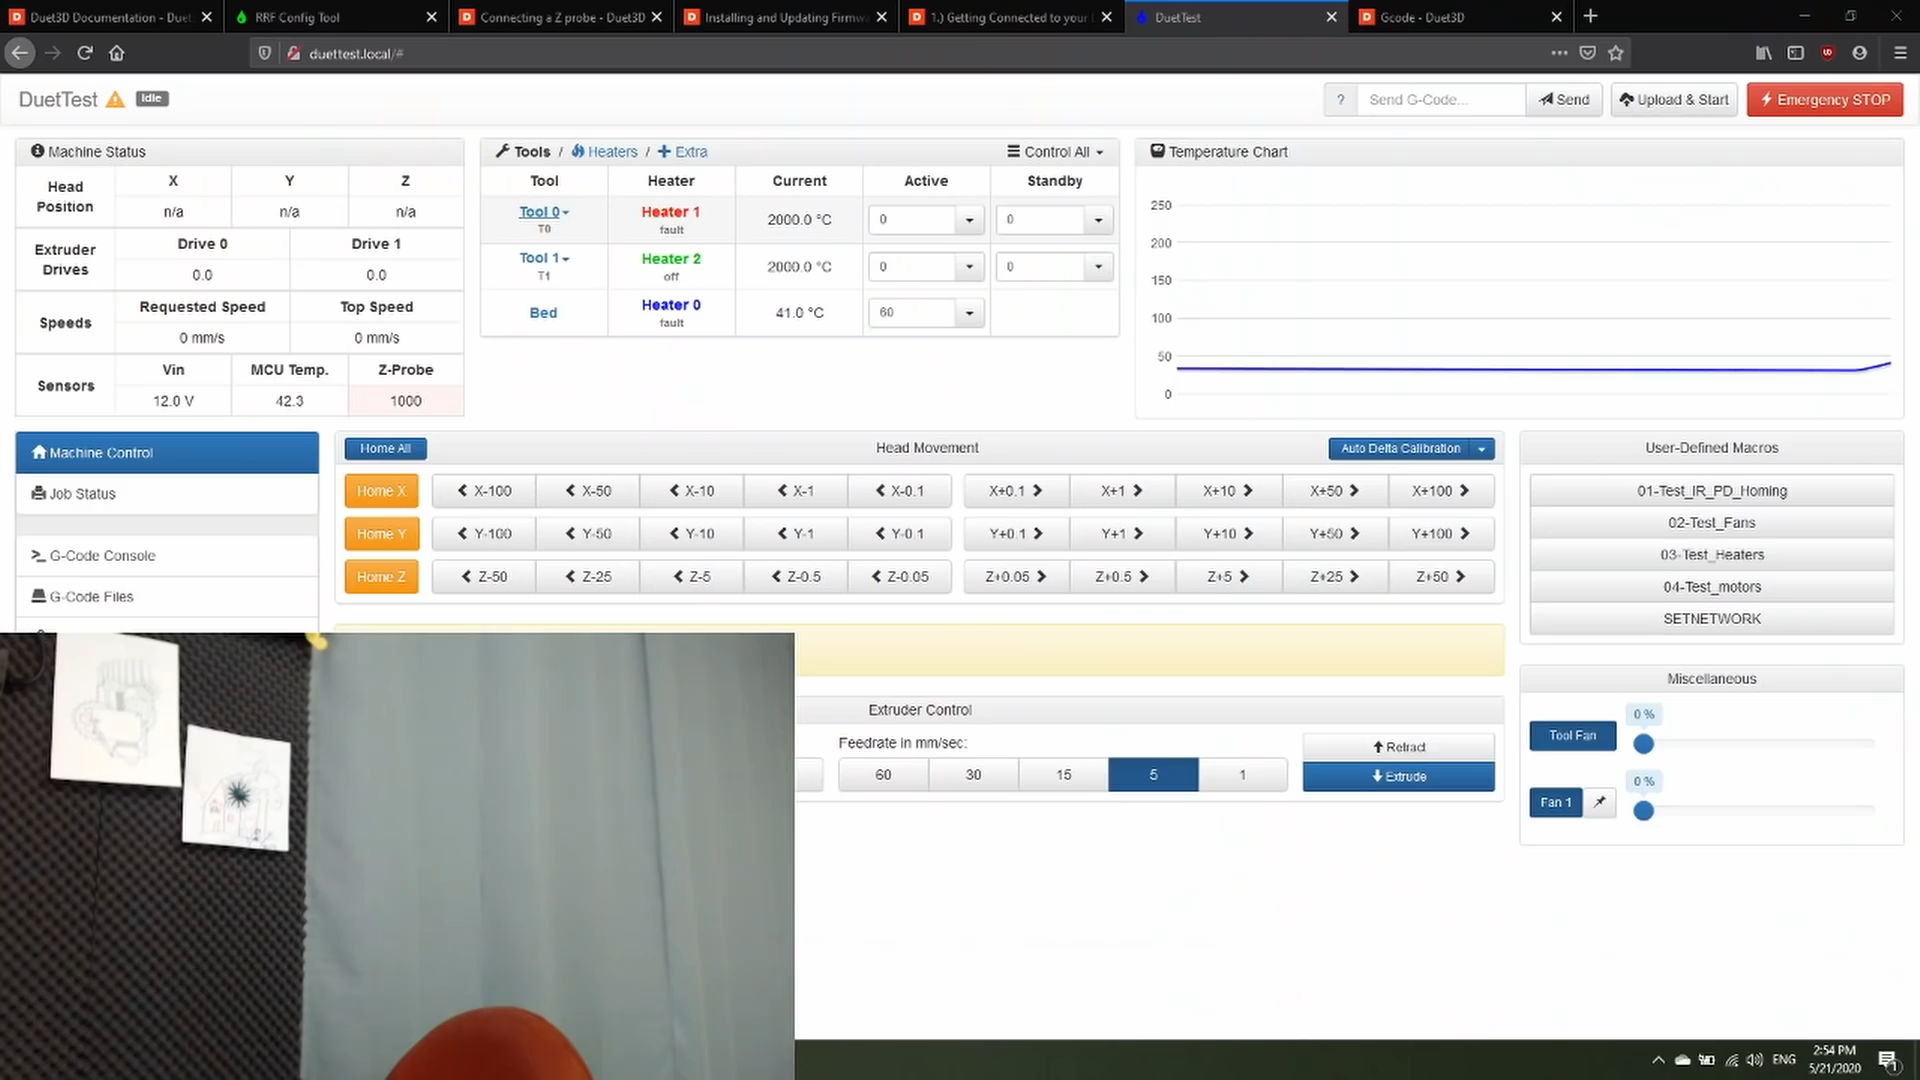 Duet3D Documentation - Duet
RRF Config Tool
Connecting a Z probe - Duet3D
Installing and Updating Firmw
1.) Getting Connected to your
DuetTest
Gcode - Duet3D
duettest.local/#
DuetTest
Idle
?
Send G-Code...
Send
Upload & Start
Emergency STOP
Machine Status
Head Position
X
Y
Z
n/a
n/a
n/a
Extruder Drives
Drive 0
Drive 1
0.0
0.0
Speeds
Requested Speed
Top Speed
0 mm/s
0 mm/s
Sensors
Vin
MCU Temp.
Z-Probe
12.0 V
42.3
1000
Tools / Heaters / Extra
Control All
Tool
Heater
Current
Active
Standby
Tool 0
T0
Heater 1
fault
2000.0 °C
0
0
Tool 1
T1
Heater 2
off
2000.0 °C
0
0
Bed
Heater 0
fault
41.0 °C
60
Temperature Chart
250
200
150
100
50
0
Machine Control
Job Status
G-Code Console
G-Code Files
Home All
Head Movement
Auto Delta Calibration
Home X
X-100
X-50
X-10
X-1
X-0.1
X+0.1
X+1
X+10
X+50
X+100
Home Y
Y-100
Y-50
Y-10
Y-1
Y-0.1
Y+0.1
Y+1
Y+10
Y+50
Y+100
Home Z
Z-50
Z-25
Z-5
Z-0.5
Z-0.05
Z+0.05
Z+0.5
Z+5
Z+25
Z+50
User-Defined Macros
01-Test_IR_PD_Homing
02-Test_Fans
03-Test_Heaters
04-Test_motors
SETNETWORK
Extruder Control
Feedrate in mm/sec:
60
30
15
5
1
Retract
Extrude
Miscellaneous
Tool Fan
0 %
Fan 1
0 %
ENG
2:54 PM
5/21/2020
1